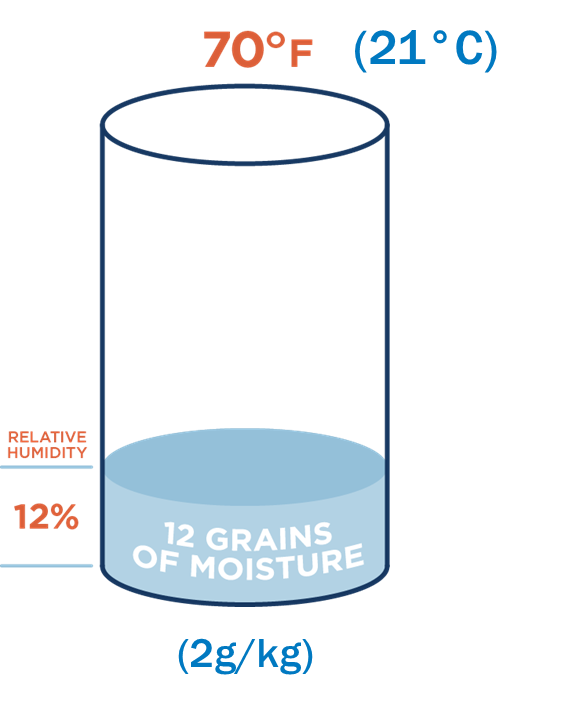 70°F (21°C)
RELATIVE
HUMIDITY
12%
12 GRAINS
OF MOISTURE
(2g/kg)